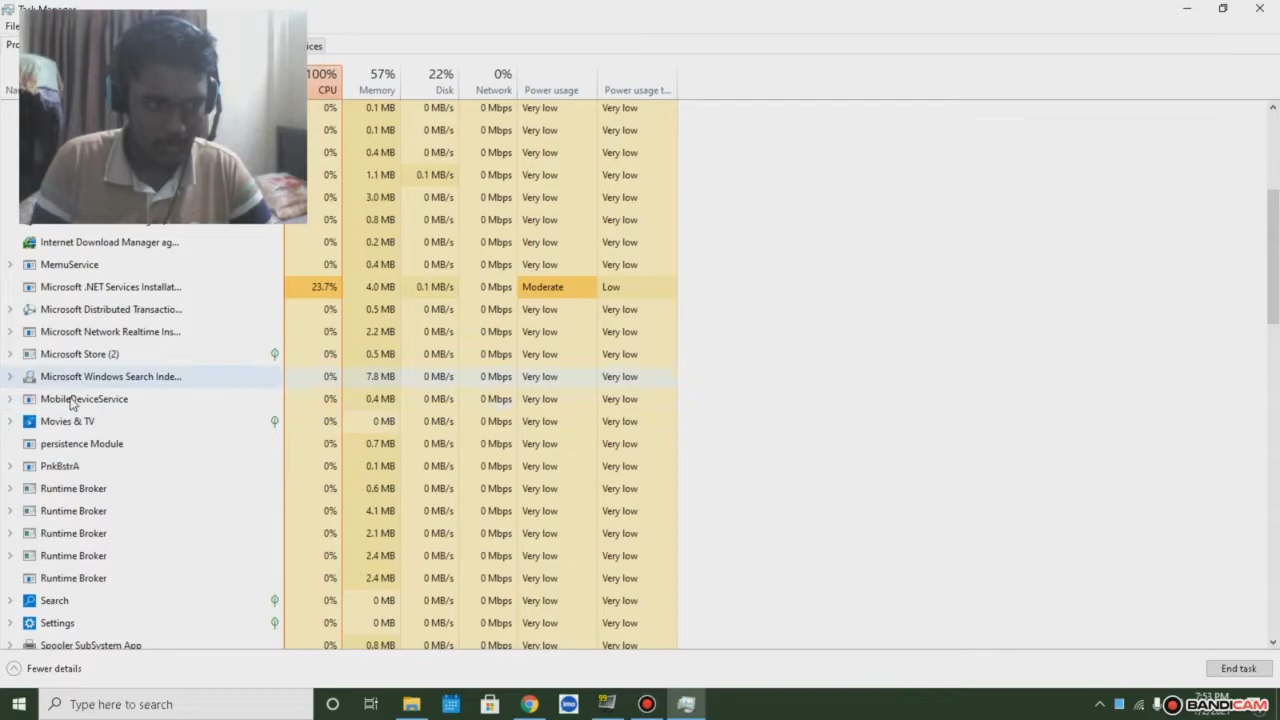 Task Manager
File
Pro
ices
100% 57% 22% 0%
Na CPU Memory Disk Network Power usage Power usage t...
0% 0.1 MB 0 MB/s 0 Mbps Very low Very low
0% 0.1 MB 0 MB/s 0 Mbps Very low Very low
0% 0.4 MB 0 MB/s 0 Mbps Very low Very low
0% 1.1 MB 0.1 MB/s 0 Mbps Very low Very low
0% 3.0 MB 0 MB/s 0 Mbps Very low Very low
0% 0.8 MB 0 MB/s 0 Mbps Very low Very low
Internet Download Manager ag... 0% 0.2 MB 0 MB/s 0 Mbps Very low Very low
MemuService 0% 0.4 MB 0 MB/s 0 Mbps Very low Very low
Microsoft .NET Services Installat... 23.7% 4.0 MB 0.1 MB/s 0 Mbps Moderate Low
Microsoft Distributed Transactio... 0% 0.5 MB 0 MB/s 0 Mbps Very low Very low
Microsoft Network Realtime Ins... 0% 2.2 MB 0 MB/s 0 Mbps Very low Very low
Microsoft Store (2) 0% 0.5 MB 0 MB/s 0 Mbps Very low Very low
Microsoft Windows Search Inde... 0% 7.8 MB 0 MB/s 0 Mbps Very low Very low
MobileDeviceService 0% 0.4 MB 0 MB/s 0 Mbps Very low Very low
Movies & TV 0% 0 MB 0 MB/s 0 Mbps Very low Very low
persistence Module 0% 0.7 MB 0 MB/s 0 Mbps Very low Very low
PnkBstrA 0% 0.1 MB 0 MB/s 0 Mbps Very low Very low
Runtime Broker 0% 0.6 MB 0 MB/s 0 Mbps Very low Very low
Runtime Broker 0% 4.1 MB 0 MB/s 0 Mbps Very low Very low
Runtime Broker 0% 2.1 MB 0 MB/s 0 Mbps Very low Very low
Runtime Broker 0% 2.4 MB 0 MB/s 0 Mbps Very low Very low
Runtime Broker 0% 2.4 MB 0 MB/s 0 Mbps Very low Very low
Search 0% 0 MB 0 MB/s 0 Mbps Very low Very low
Settings 0% 0 MB 0 MB/s 0 Mbps Very low Very low
Spooler SubSystem App 0% 0.8 MB 0 MB/s 0 Mbps Very low Very low
Fewer details End task
Type here to search imo 99 7:53 PM
BANDICAM